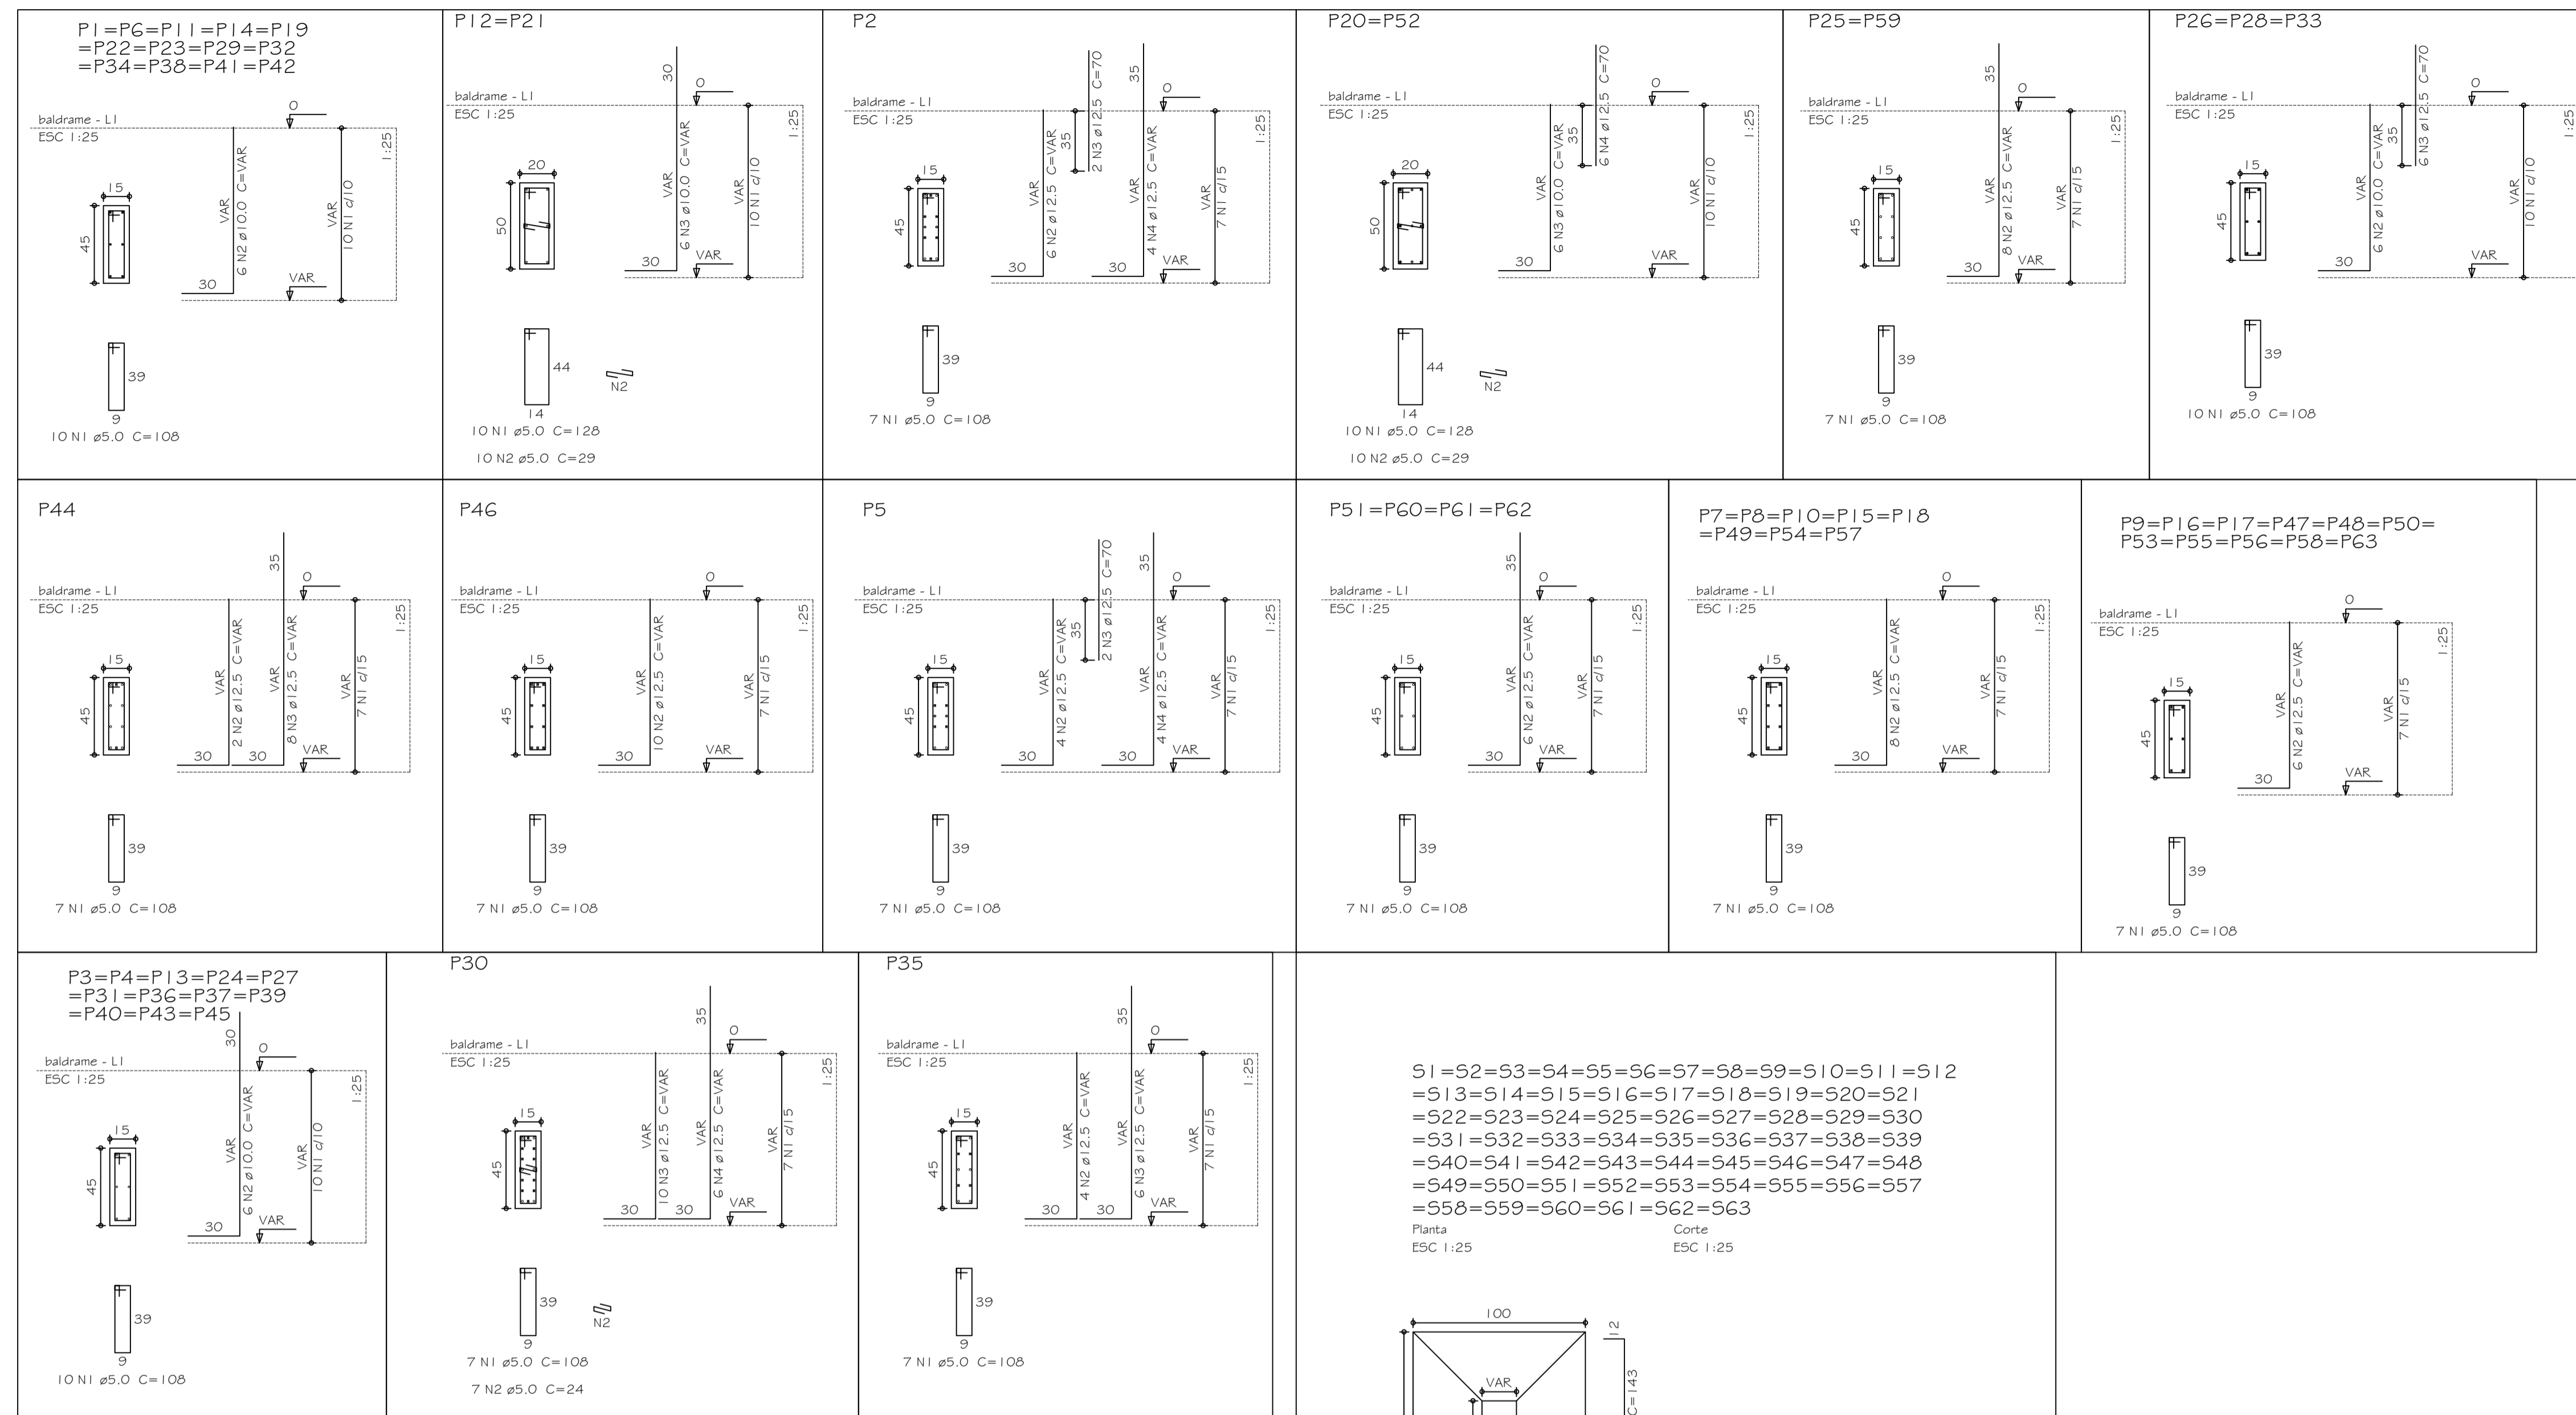 P1=P6=P11=P14=P19
=P22=P23=P29=P32
=P34=P38=P41=P42
baldrame - L1
ESC 1:25
0
1:25
15
45
VAR
6 N2 ø10.0 C=VAR
VAR
10 N1 c/10
30
VAR
39
9
10 N1 ø5.0 C=108
P12=P21
30
baldrame - L1
ESC 1:25
0
1:25
20
50
VAR
6 N3 ø10.0 C=VAR
VAR
10 N1 c/10
30
VAR
44
N2
14
10 N1 ø5.0 C=128
10 N2 ø5.0 C=29
P2
baldrame - L1
ESC 1:25
35
2 N3 ø12.5 C=70
35
0
1:25
15
45
VAR
6 N2 ø12.5 C=VAR
VAR
4 N4 ø12.5 C=VAR
VAR
7 N1 c/15
30
30
VAR
39
9
7 N1 ø5.0 C=108
P20=P52
baldrame - L1
ESC 1:25
35
6 N4 ø12.5 C=70
0
1:25
20
50
VAR
6 N3 ø10.0 C=VAR
VAR
10 N1 c/10
30
VAR
44
N2
14
10 N1 ø5.0 C=128
10 N2 ø5.0 C=29
P25=P59
35
baldrame - L1
ESC 1:25
0
1:25
15
45
VAR
8 N2 ø12.5 C=VAR
VAR
7 N1 c/15
30
VAR
39
9
7 N1 ø5.0 C=108
P26=P28=P33
baldrame - L1
ESC 1:25
35
6 N3 ø12.5 C=70
0
1:25
15
45
VAR
6 N2 ø10.0 C=VAR
VAR
10 N1 c/10
30
VAR
39
9
10 N1 ø5.0 C=108
P44
35
baldrame - L1
ESC 1:25
0
1:25
15
45
VAR
2 N2 ø12.5 C=VAR
VAR
8 N3 ø12.5 C=VAR
VAR
7 N1 c/15
30
30
VAR
39
9
7 N1 ø5.0 C=108
P46
baldrame - L1
ESC 1:25
0
1:25
15
45
VAR
10 N2 ø12.5 C=VAR
VAR
7 N1 c/15
30
VAR
39
9
7 N1 ø5.0 C=108
P5
baldrame - L1
ESC 1:25
35
2 N3 ø12.5 C=70
35
0
1:25
15
45
VAR
4 N2 ø12.5 C=VAR
VAR
4 N4 ø12.5 C=VAR
VAR
7 N1 c/15
30
30
VAR
39
9
7 N1 ø5.0 C=108
P51=P60=P61=P62
35
baldrame - L1
ESC 1:25
0
1:25
15
45
VAR
6 N2 ø12.5 C=VAR
VAR
7 N1 c/15
30
VAR
39
9
7 N1 ø5.0 C=108
P7=P8=P10=P15=P18
=P49=P54=P57
baldrame - L1
ESC 1:25
0
1:25
15
45
VAR
8 N2 ø12.5 C=VAR
VAR
7 N1 c/15
30
VAR
39
9
7 N1 ø5.0 C=108
P9=P16=P17=P47=P48=P50=
P53=P55=P56=P58=P63
baldrame - L1
ESC 1:25
0
1:25
15
45
VAR
6 N2 ø12.5 C=VAR
VAR
7 N1 c/15
30
VAR
39
9
7 N1 ø5.0 C=108
P3=P4=P13=P24=P27
=P31=P36=P37=P39
=P40=P43=P45
30
baldrame - L1
ESC 1:25
0
1:25
15
45
VAR
6 N2 ø10.0 C=VAR
VAR
10 N1 c/10
30
VAR
39
9
10 N1 ø5.0 C=108
P30
35
baldrame - L1
ESC 1:25
0
1:25
15
45
VAR
10 N3 ø12.5 C=VAR
VAR
6 N4 ø12.5 C=VAR
VAR
7 N1 c/15
30
30
VAR
39
N2
9
7 N1 ø5.0 C=108
7 N2 ø5.0 C=24
P35
35
baldrame - L1
ESC 1:25
0
1:25
15
45
VAR
4 N2 ø12.5 C=VAR
VAR
6 N3 ø12.5 C=VAR
VAR
7 N1 c/15
30
30
VAR
39
9
7 N1 ø5.0 C=108
S1=S2=S3=S4=S5=S6=S7=S8=S9=S10=S11=S12
=S13=S14=S15=S16=S17=S18=S19=S20=S21
=S22=S23=S24=S25=S26=S27=S28=S29=S30
=S31=S32=S33=S34=S35=S36=S37=S38=S39
=S40=S41=S42=S43=S44=S45=S46=S47=S48
=S49=S50=S51=S52=S53=S54=S55=S56=S57
=S58=S59=S60=S61=S62=S63
Planta
ESC 1:25
Corte
ESC 1:25
100
12
VAR
C=143